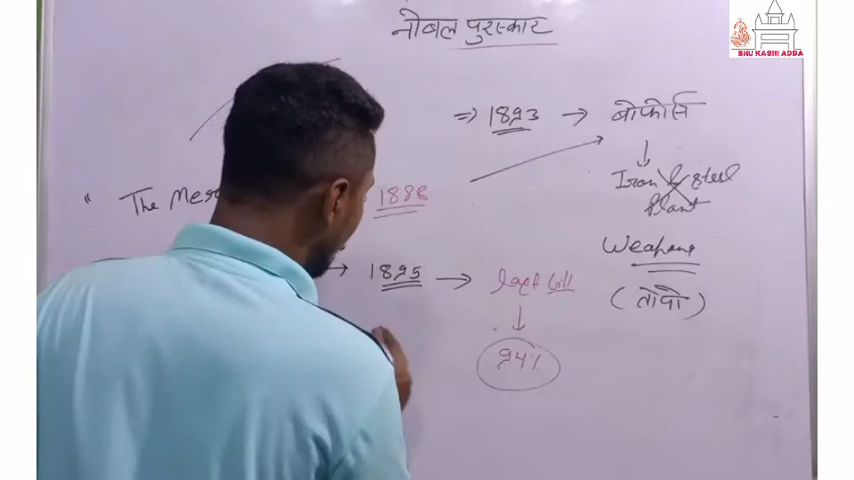 नोबल पुरस्कार
BHU KASHI ADDA
⇒ 1893 → बोफोर्स
↓
Iron & Steel
Plant
" The Mer
1888
Weapons
→ 1895 → last will
(तोपो)
↓
94%